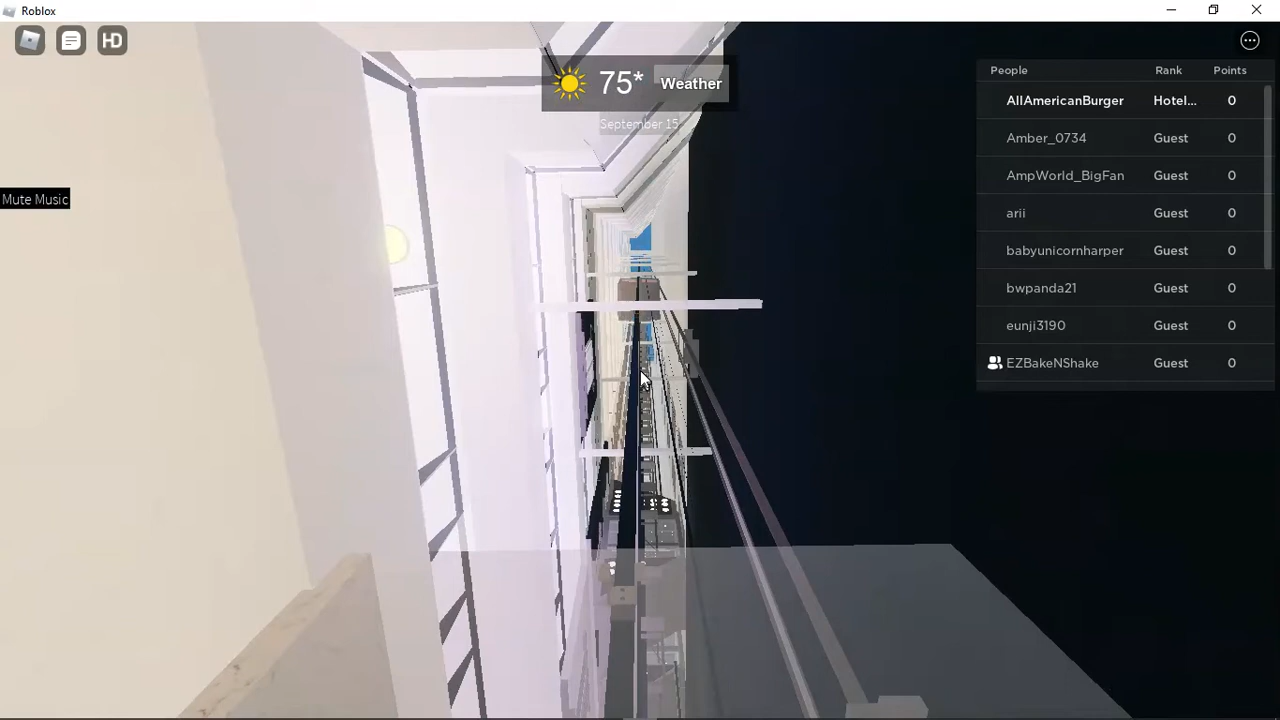 Roblox
HD
75* Weather
September 15
Mute Music
People Rank Points
AllAmericanBurger Hotel... 0
Amber_0734 Guest 0
AmpWorld_BigFan Guest 0
arii Guest 0
babyunicornharper Guest 0
bwpanda21 Guest 0
eunji3190 Guest 0
EZBakeNShake Guest 0